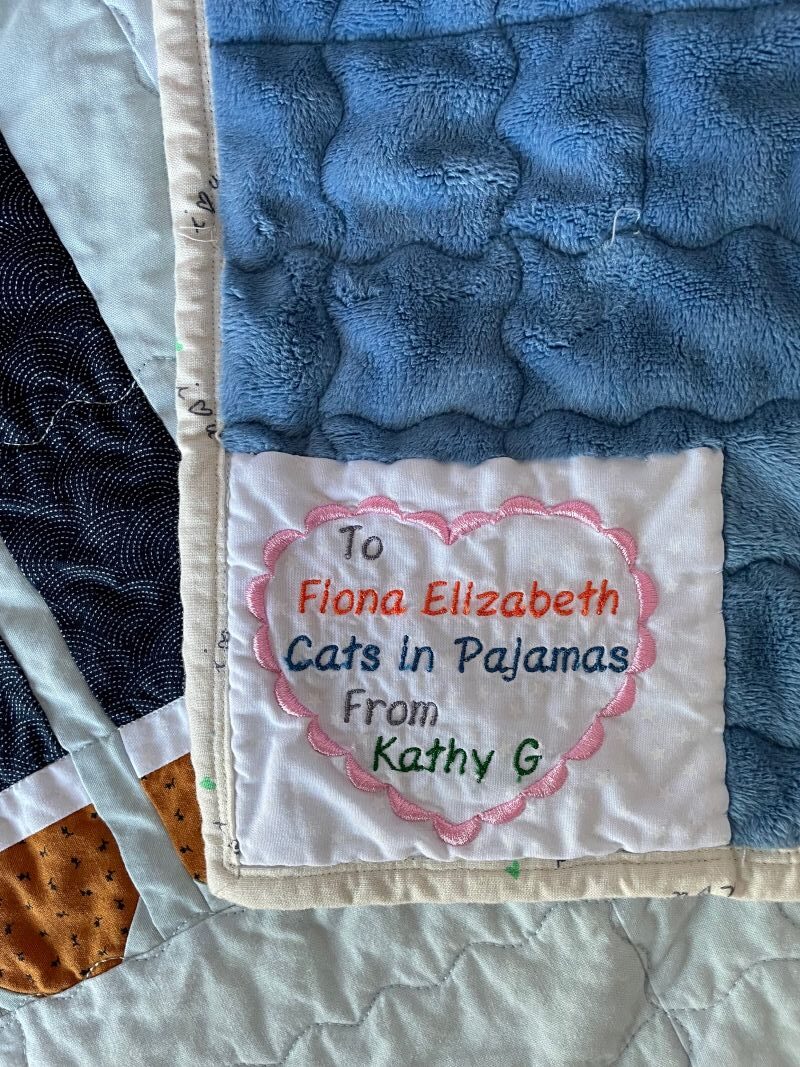 To
Fiona Elizabeth
Cats in Pajamas
From
Kathy G